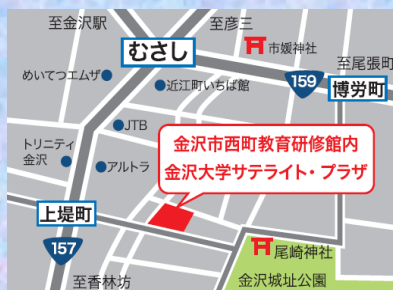 至金沢駅
至彦三
むさし
市媛神社
至尾張町
めいてつエムザ
近江町いちば館
159
博労町
JTB
トリニティ
金沢
アルトラ
金沢市西町教育研修館内
金沢大学サテライト・プラザ
上堤町
157
尾崎神社
至香林坊
金沢城址公園